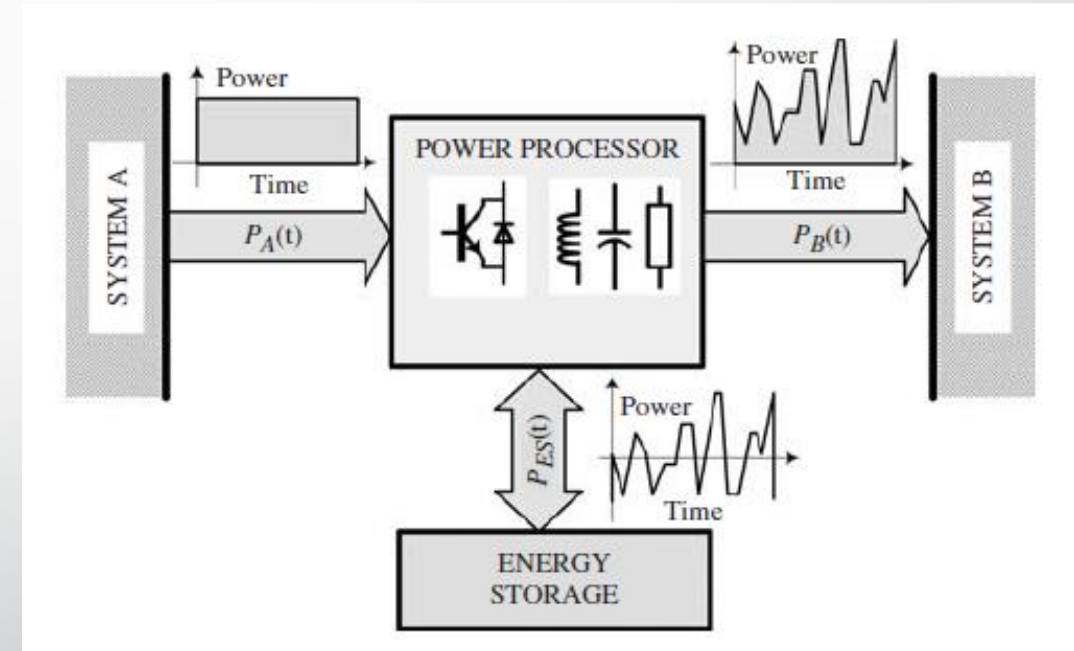 Power
Time
SYSTEM A
P_A(t)
POWER PROCESSOR
Power
Time
P_B(t)
SYSTEM B
P_ES(t)
Power
Time
ENERGY
STORAGE